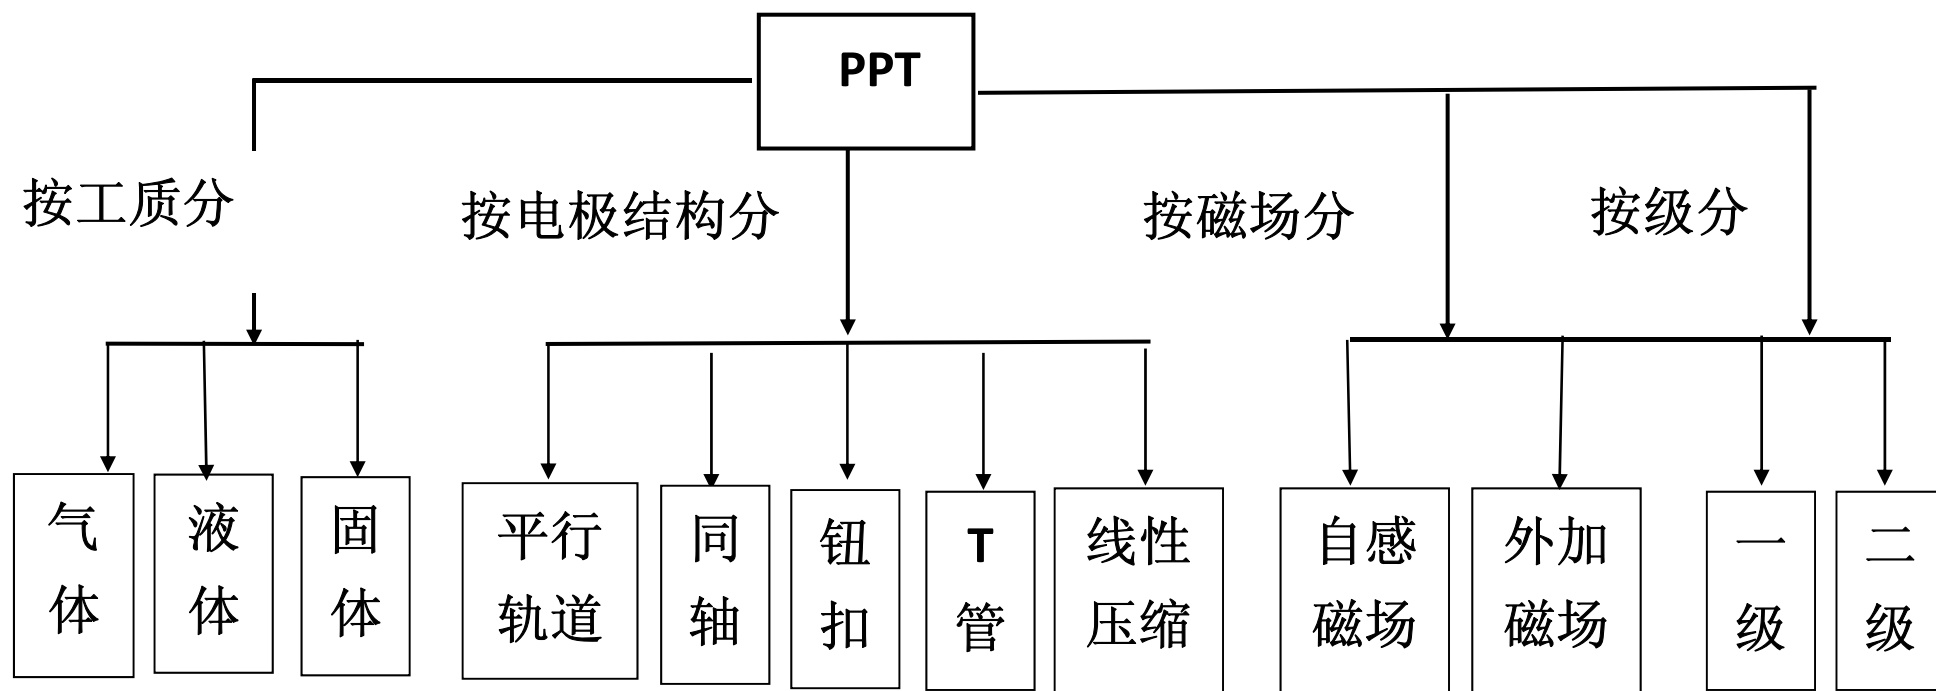 PPT
按工质分
按电极结构分
按磁场分
按级分
气
体
液
体
固
体
平行
轨道
同
轴
钮
扣
T
管
线性
压缩
自感
磁场
外加
磁场
一
级
二
级